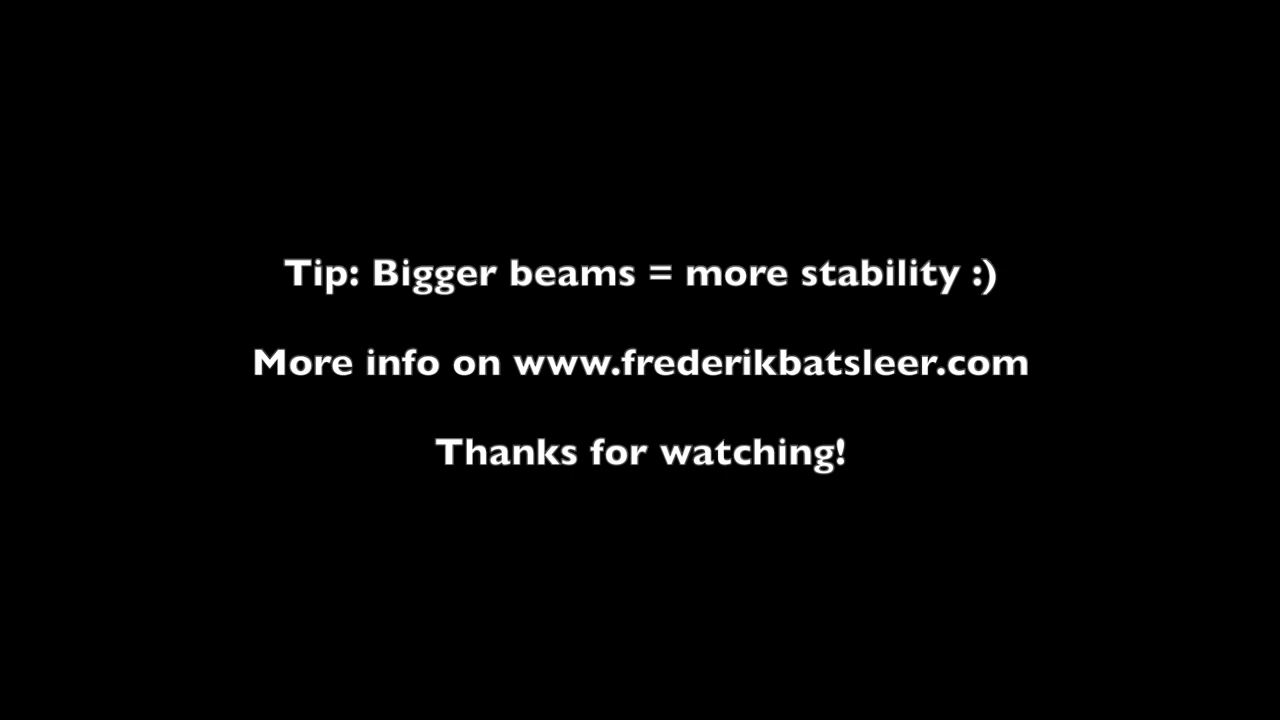 Tip: Bigger beams = more stability :)
More info on www.frederikbatsleer.com
Thanks for watching!